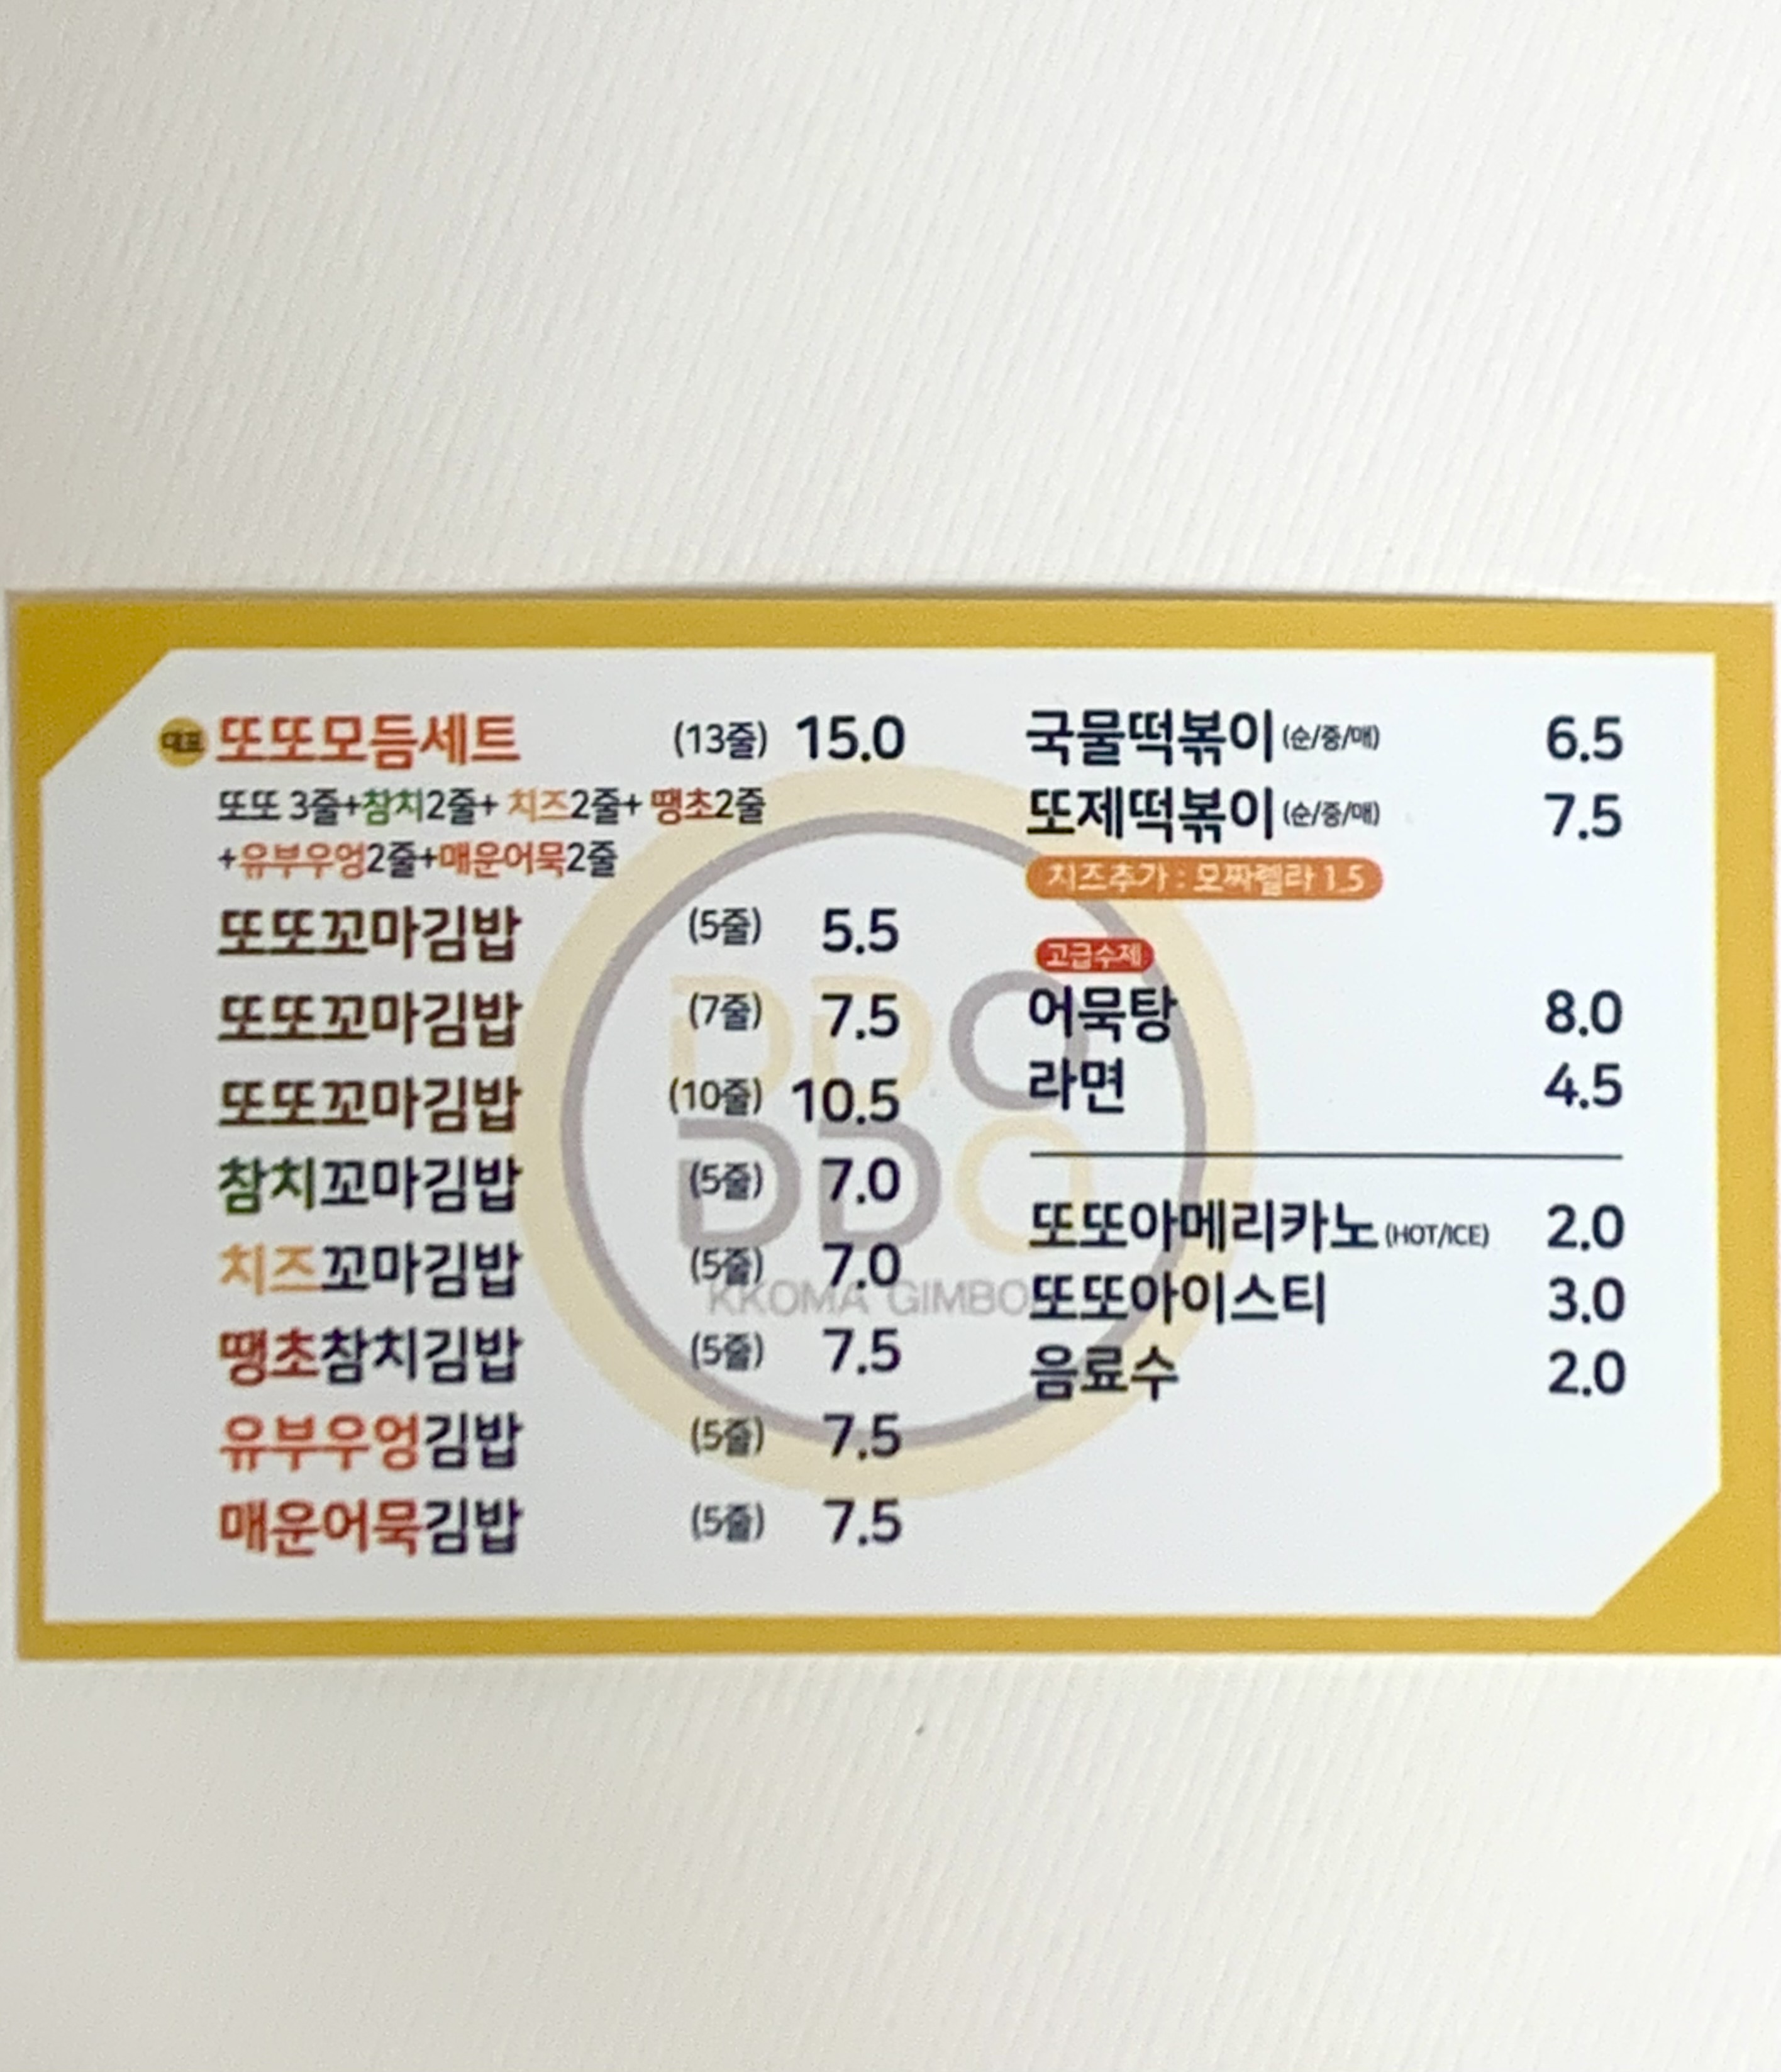 대표 또또모듬세트 (13줄) 15.0
또또 3줄+참치2줄+ 치즈2줄+ 땡초2줄
+유부우엉2줄+매운어묵2줄
또또꼬마김밥 (5줄) 5.5
또또꼬마김밥 (7줄) 7.5
또또꼬마김밥 (10줄) 10.5
참치꼬마김밥 (5줄) 7.0
치즈꼬마김밥 (5줄) 7.0
땡초참치김밥 (5줄) 7.5
유부우엉김밥 (5줄) 7.5
매운어묵김밥 (5줄) 7.5
국물떡볶이 (순/중/매) 6.5
또제떡볶이 (순/중/매) 7.5
치즈추가 : 모짜렐라 1.5
고급수제
어묵탕 8.0
라면 4.5
또또아메리카노 (HOT/ICE) 2.0
또또아이스티 3.0
음료수 2.0
DDO
DDO
KKOMA